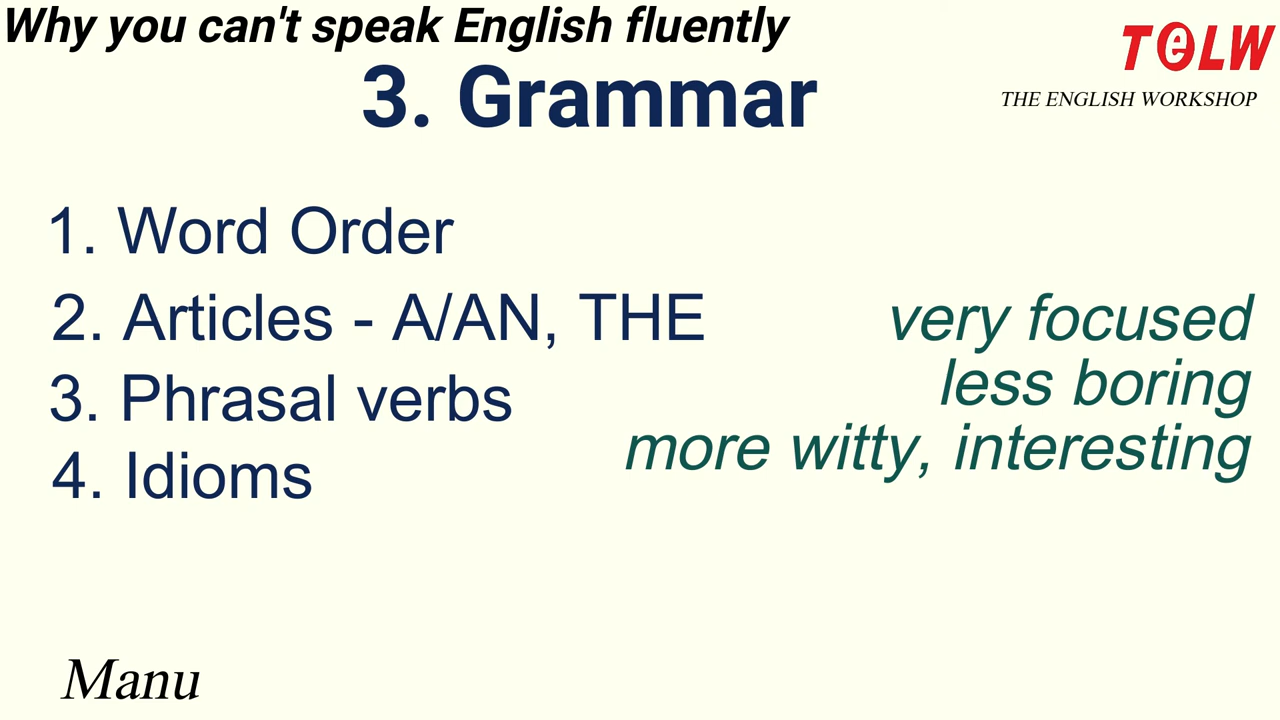 Why you can't speak English fluently
TeLW
THE ENGLISH WORKSHOP
3. Grammar
1. Word Order
2. Articles - A/AN, THE
3. Phrasal verbs
4. Idioms
very focused
less boring
more witty, interesting
Manu